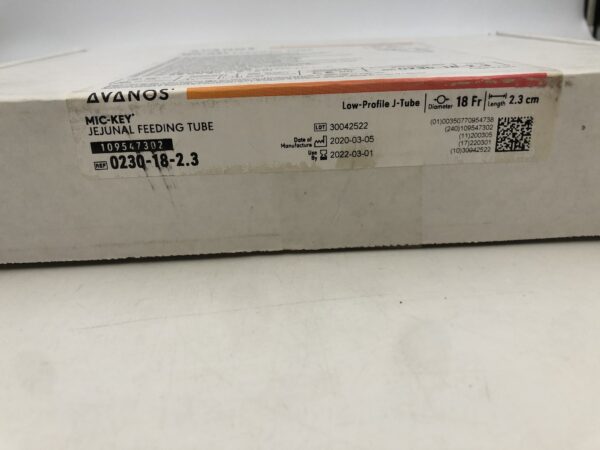 AVANOS
MIC-KEY*
JEJUNAL FEEDING TUBE
109547302
REF 0230-18-2.3
Low-Profile J-Tube
Diameter 18 Fr
Length 2.3 cm
LOT 30042522
Date of Manufacture 2020-03-05
Use By 2022-03-01
(01)00350770954738
(240)109547302
(11)200305
(17)220301
(10)30042522